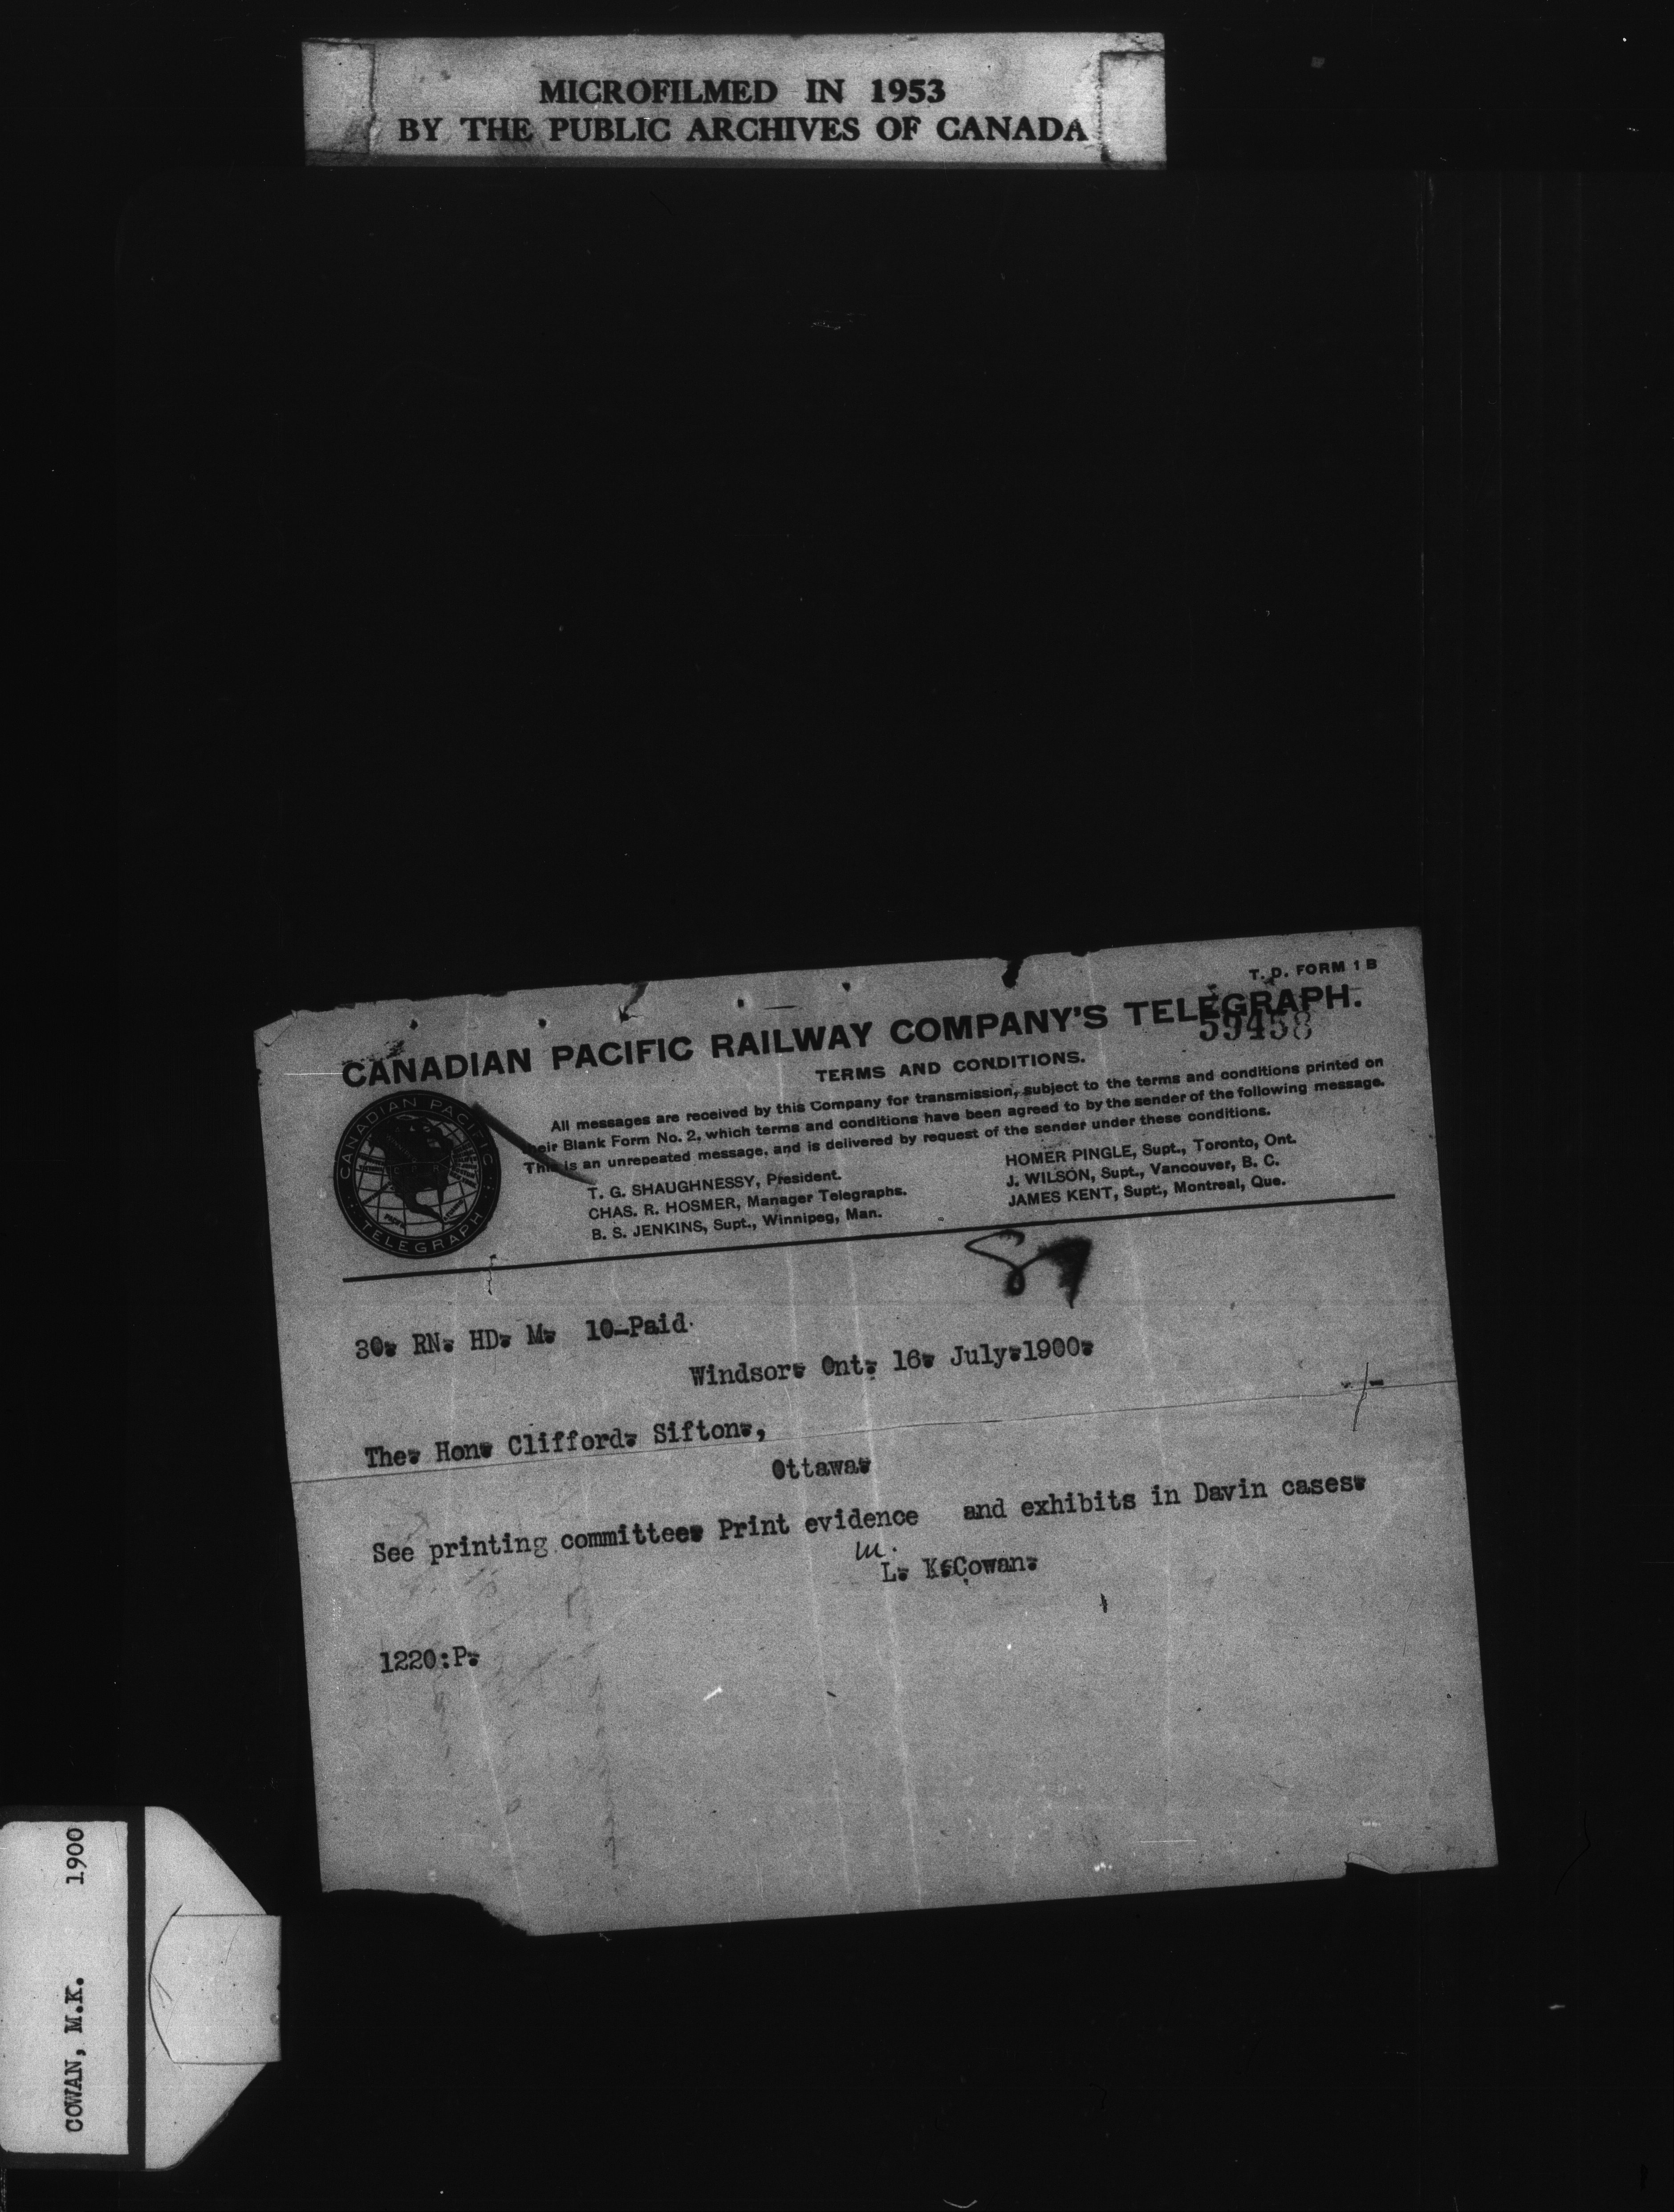 MICROFILMED IN 1953
BY THE PUBLIC ARCHIVES OF CANADA
T. D. FORM 1 B
CANADIAN PACIFIC RAILWAY COMPANY'S TELEGRAPH.
59458
TERMS AND CONDITIONS.
All messages are received by this Company for transmission, subject to the terms and conditions printed on
their Blank Form No. 2, which terms and conditions have been agreed to by the sender of the following message.
This is an unrepeated message, and is delivered by request of the sender under these conditions.
T. G. SHAUGHNESSY, President.
CHAS. R. HOSMER, Manager Telegraphs.
B. S. JENKINS, Supt., Winnipeg, Man.
HOMER PINGLE, Supt., Toronto, Ont.
J. WILSON, Supt., Vancouver, B. C.
JAMES KENT, Supt., Montreal, Que.
CANADIAN PACIFIC
TELEGRAPH
30. RN. HD. M. 10-Paid.
Windsor. Ont. 16. July.1900.
The. Hon. Clifford. Sifton.,
Ottawa.
See printing committee. Print evidence and exhibits in Davin cases.
M.
L. K.Cowan.
1220:P.
COWAN, M.K. 1900